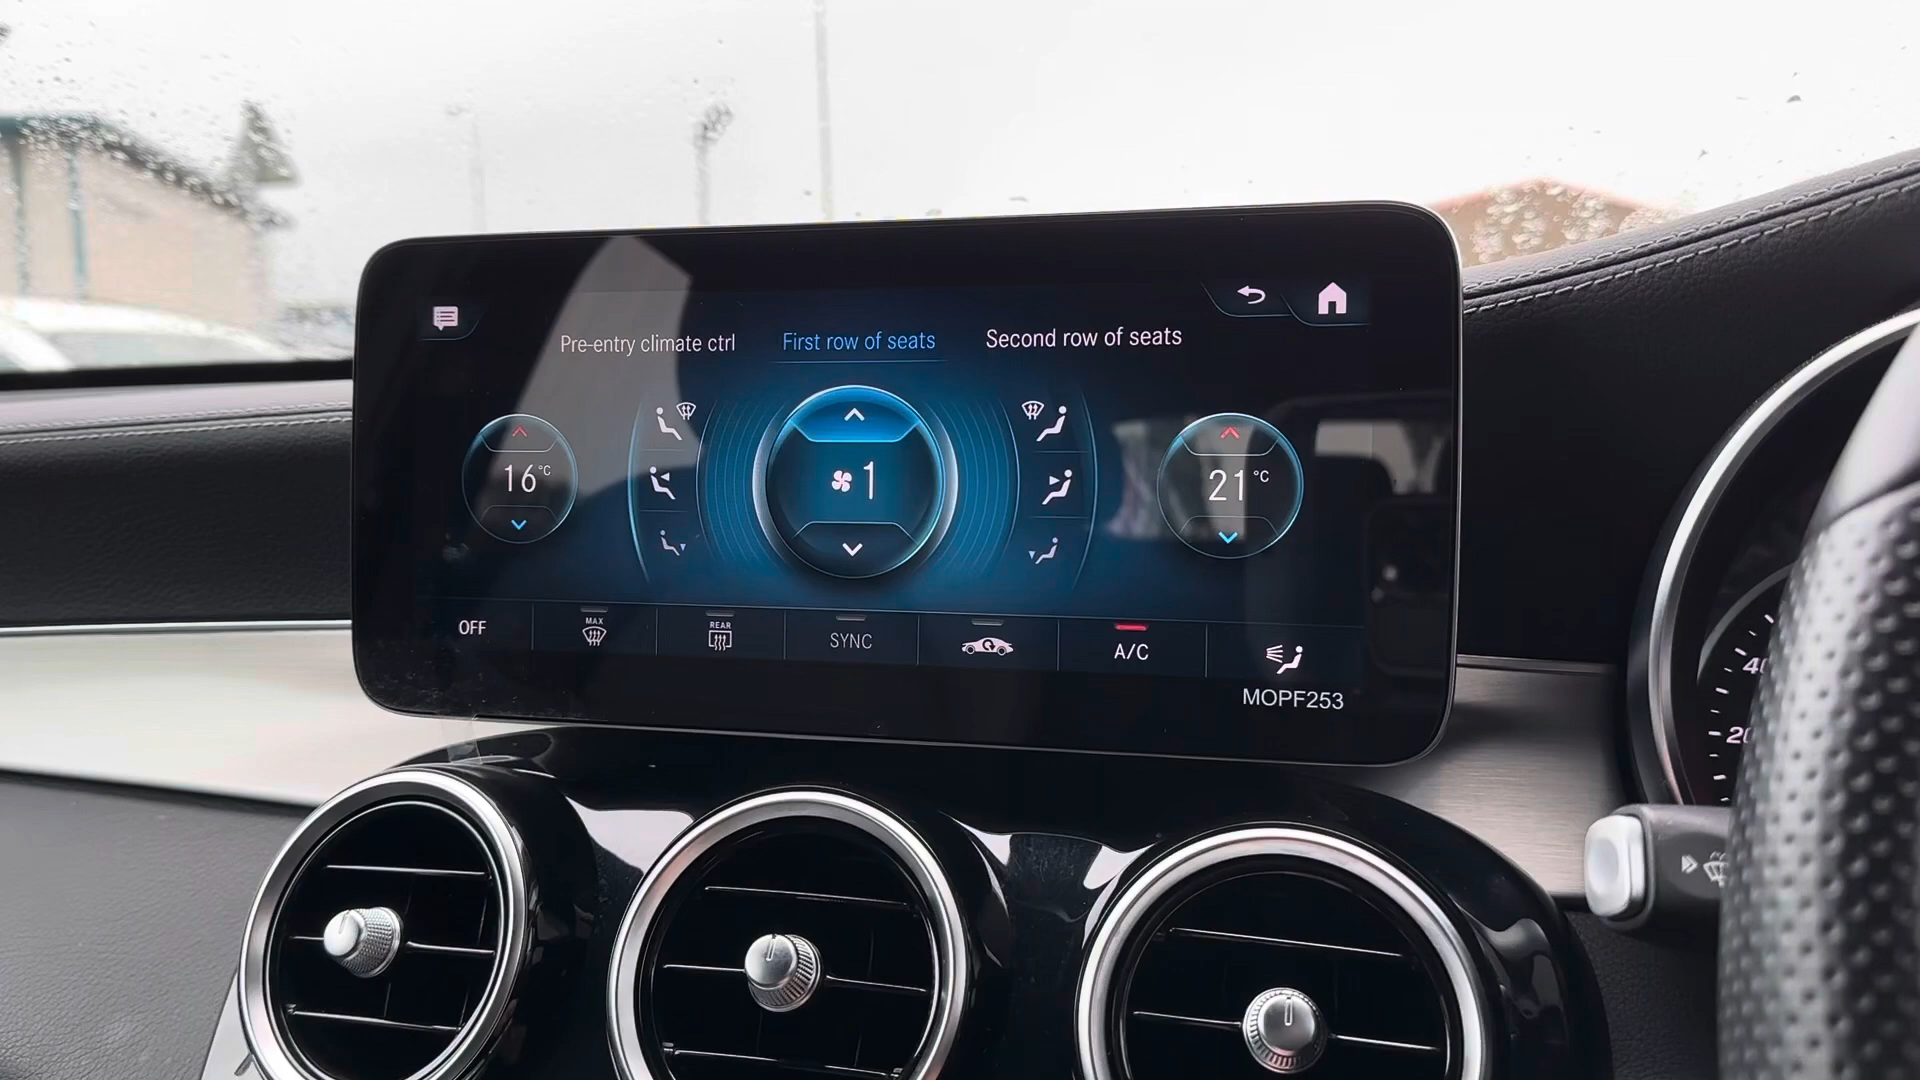 Pre-entry climate ctrl
First row of seats
Second row of seats
16°C
1
21°C
OFF
MAX
REAR
SYNC
A/C
MOPF253